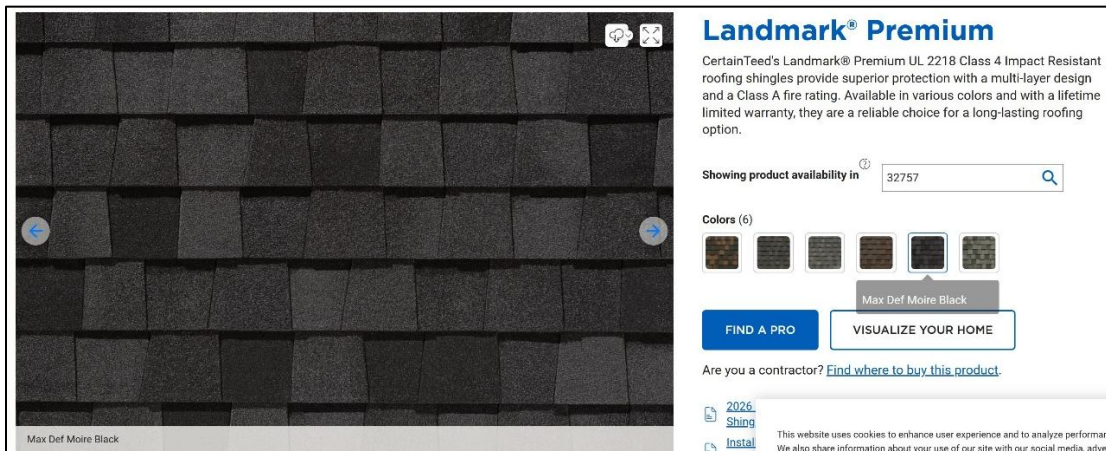 Landmark® Premium
CertainTeed's Landmark® Premium UL 2218 Class 4 Impact Resistant
roofing shingles provide superior protection with a multi-layer design
and a Class A fire rating. Available in various colors and with a lifetime
limited warranty, they are a reliable choice for a long-lasting roofing
option.
Showing product availability in
32757
Colors (6)
Max Def Moire Black
FIND A PRO
VISUALIZE YOUR HOME
Are you a contractor? Find where to buy this product.
2026
Shing
Instal
This website uses cookies to enhance user experience and to analyze performan
We also share information about your use of our site with our social media, adve
Max Def Moire Black